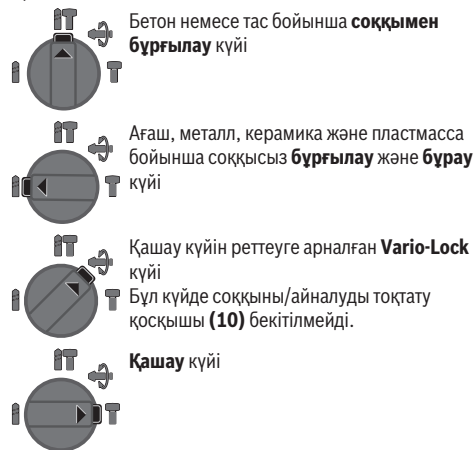 Бетон немесе тас бойынша соққымен
бұрғылау күйі
Ағаш, металл, керамика және пластмасса
бойынша соққысыз бұрғылау және бұрау
күйі
Қашау күйін реттеуге арналған Vario-Lock
күйі
Бұл күйде соққыны/айналуды тоқтату
қосқышы (10) бекітілмейді.
Қашау күйі